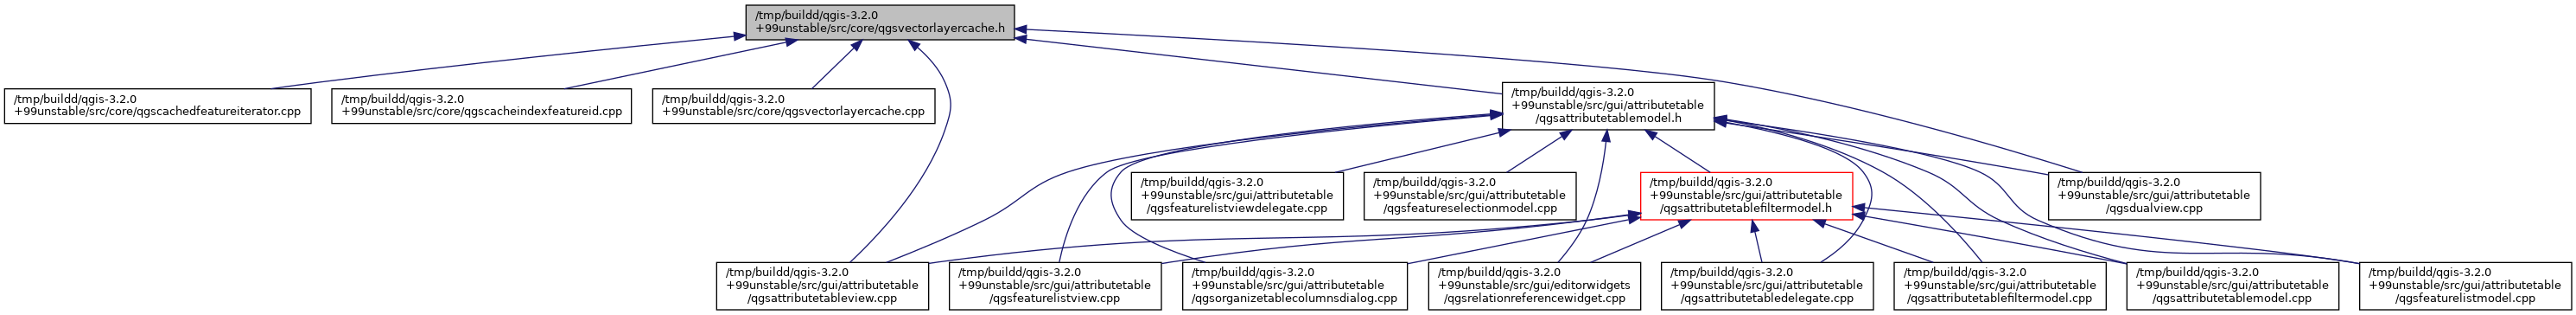 /tmp/buildd/qgis-3.2.0
+99unstable/src/core/qgsvectorlayercache.h
/tmp/buildd/qgis-3.2.0
+99unstable/src/core/qgscachedfeatureiterator.cpp
/tmp/buildd/qgis-3.2.0
+99unstable/src/core/qgscacheindexfeatureid.cpp
/tmp/buildd/qgis-3.2.0
+99unstable/src/core/qgsvectorlayercache.cpp
/tmp/buildd/qgis-3.2.0
+99unstable/src/gui/attributetable
/qgsattributetablemodel.h
/tmp/buildd/qgis-3.2.0
+99unstable/src/gui/attributetable
/qgsfeaturelistviewdelegate.cpp
/tmp/buildd/qgis-3.2.0
+99unstable/src/gui/attributetable
/qgsfeatureselectionmodel.cpp
/tmp/buildd/qgis-3.2.0
+99unstable/src/gui/attributetable
/qgsattributetablefiltermodel.h
/tmp/buildd/qgis-3.2.0
+99unstable/src/gui/attributetable
/qgsdualview.cpp
/tmp/buildd/qgis-3.2.0
+99unstable/src/gui/attributetable
/qgsattributetableview.cpp
/tmp/buildd/qgis-3.2.0
+99unstable/src/gui/attributetable
/qgsfeaturelistview.cpp
/tmp/buildd/qgis-3.2.0
+99unstable/src/gui/attributetable
/qgsorganizetablecolumnsdialog.cpp
/tmp/buildd/qgis-3.2.0
+99unstable/src/gui/editorwidgets
/qgsrelationreferencewidget.cpp
/tmp/buildd/qgis-3.2.0
+99unstable/src/gui/attributetable
/qgsattributetabledelegate.cpp
/tmp/buildd/qgis-3.2.0
+99unstable/src/gui/attributetable
/qgsattributetablefiltermodel.cpp
/tmp/buildd/qgis-3.2.0
+99unstable/src/gui/attributetable
/qgsattributetablemodel.cpp
/tmp/buildd/qgis-3.2.0
+99unstable/src/gui/attributetable
/qgsfeaturelistmodel.cpp